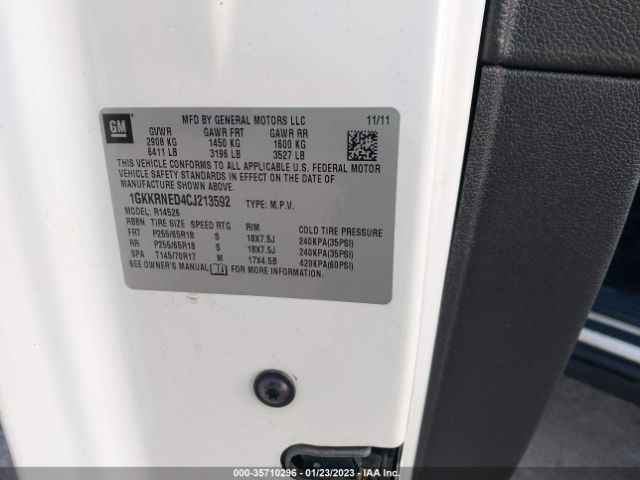 GM
MFD BY GENERAL MOTORS LLC 11/11
GVWR GAWR FRT GAWR RR
2908 KG 1450 KG 1600 KG
6411 LB 3196 LB 3527 LB
THIS VEHICLE CONFORMS TO ALL APPLICABLE U.S. FEDERAL MOTOR
VEHICLE SAFETY STANDARDS IN EFFECT ON THE DATE OF
MANUFACTURE SHOWN ABOVE.
1GKKRNED4CJ213592 TYPE: M.P.V.
MODEL: R14526
RBBN TIRE SIZE SPEED RTG RIM COLD TIRE PRESSURE
FRT P255/65R18 S 18X7.5J 240KPA(35PSI)
RR P255/65R18 S 18X7.5J 240KPA(35PSI)
SPA T145/70R17 M 17X4.5B 420KPA(60PSI)
SEE OWNER'S MANUAL FOR MORE INFORMATION.
000-35710296 - 01/23/2023 - IAA Inc.